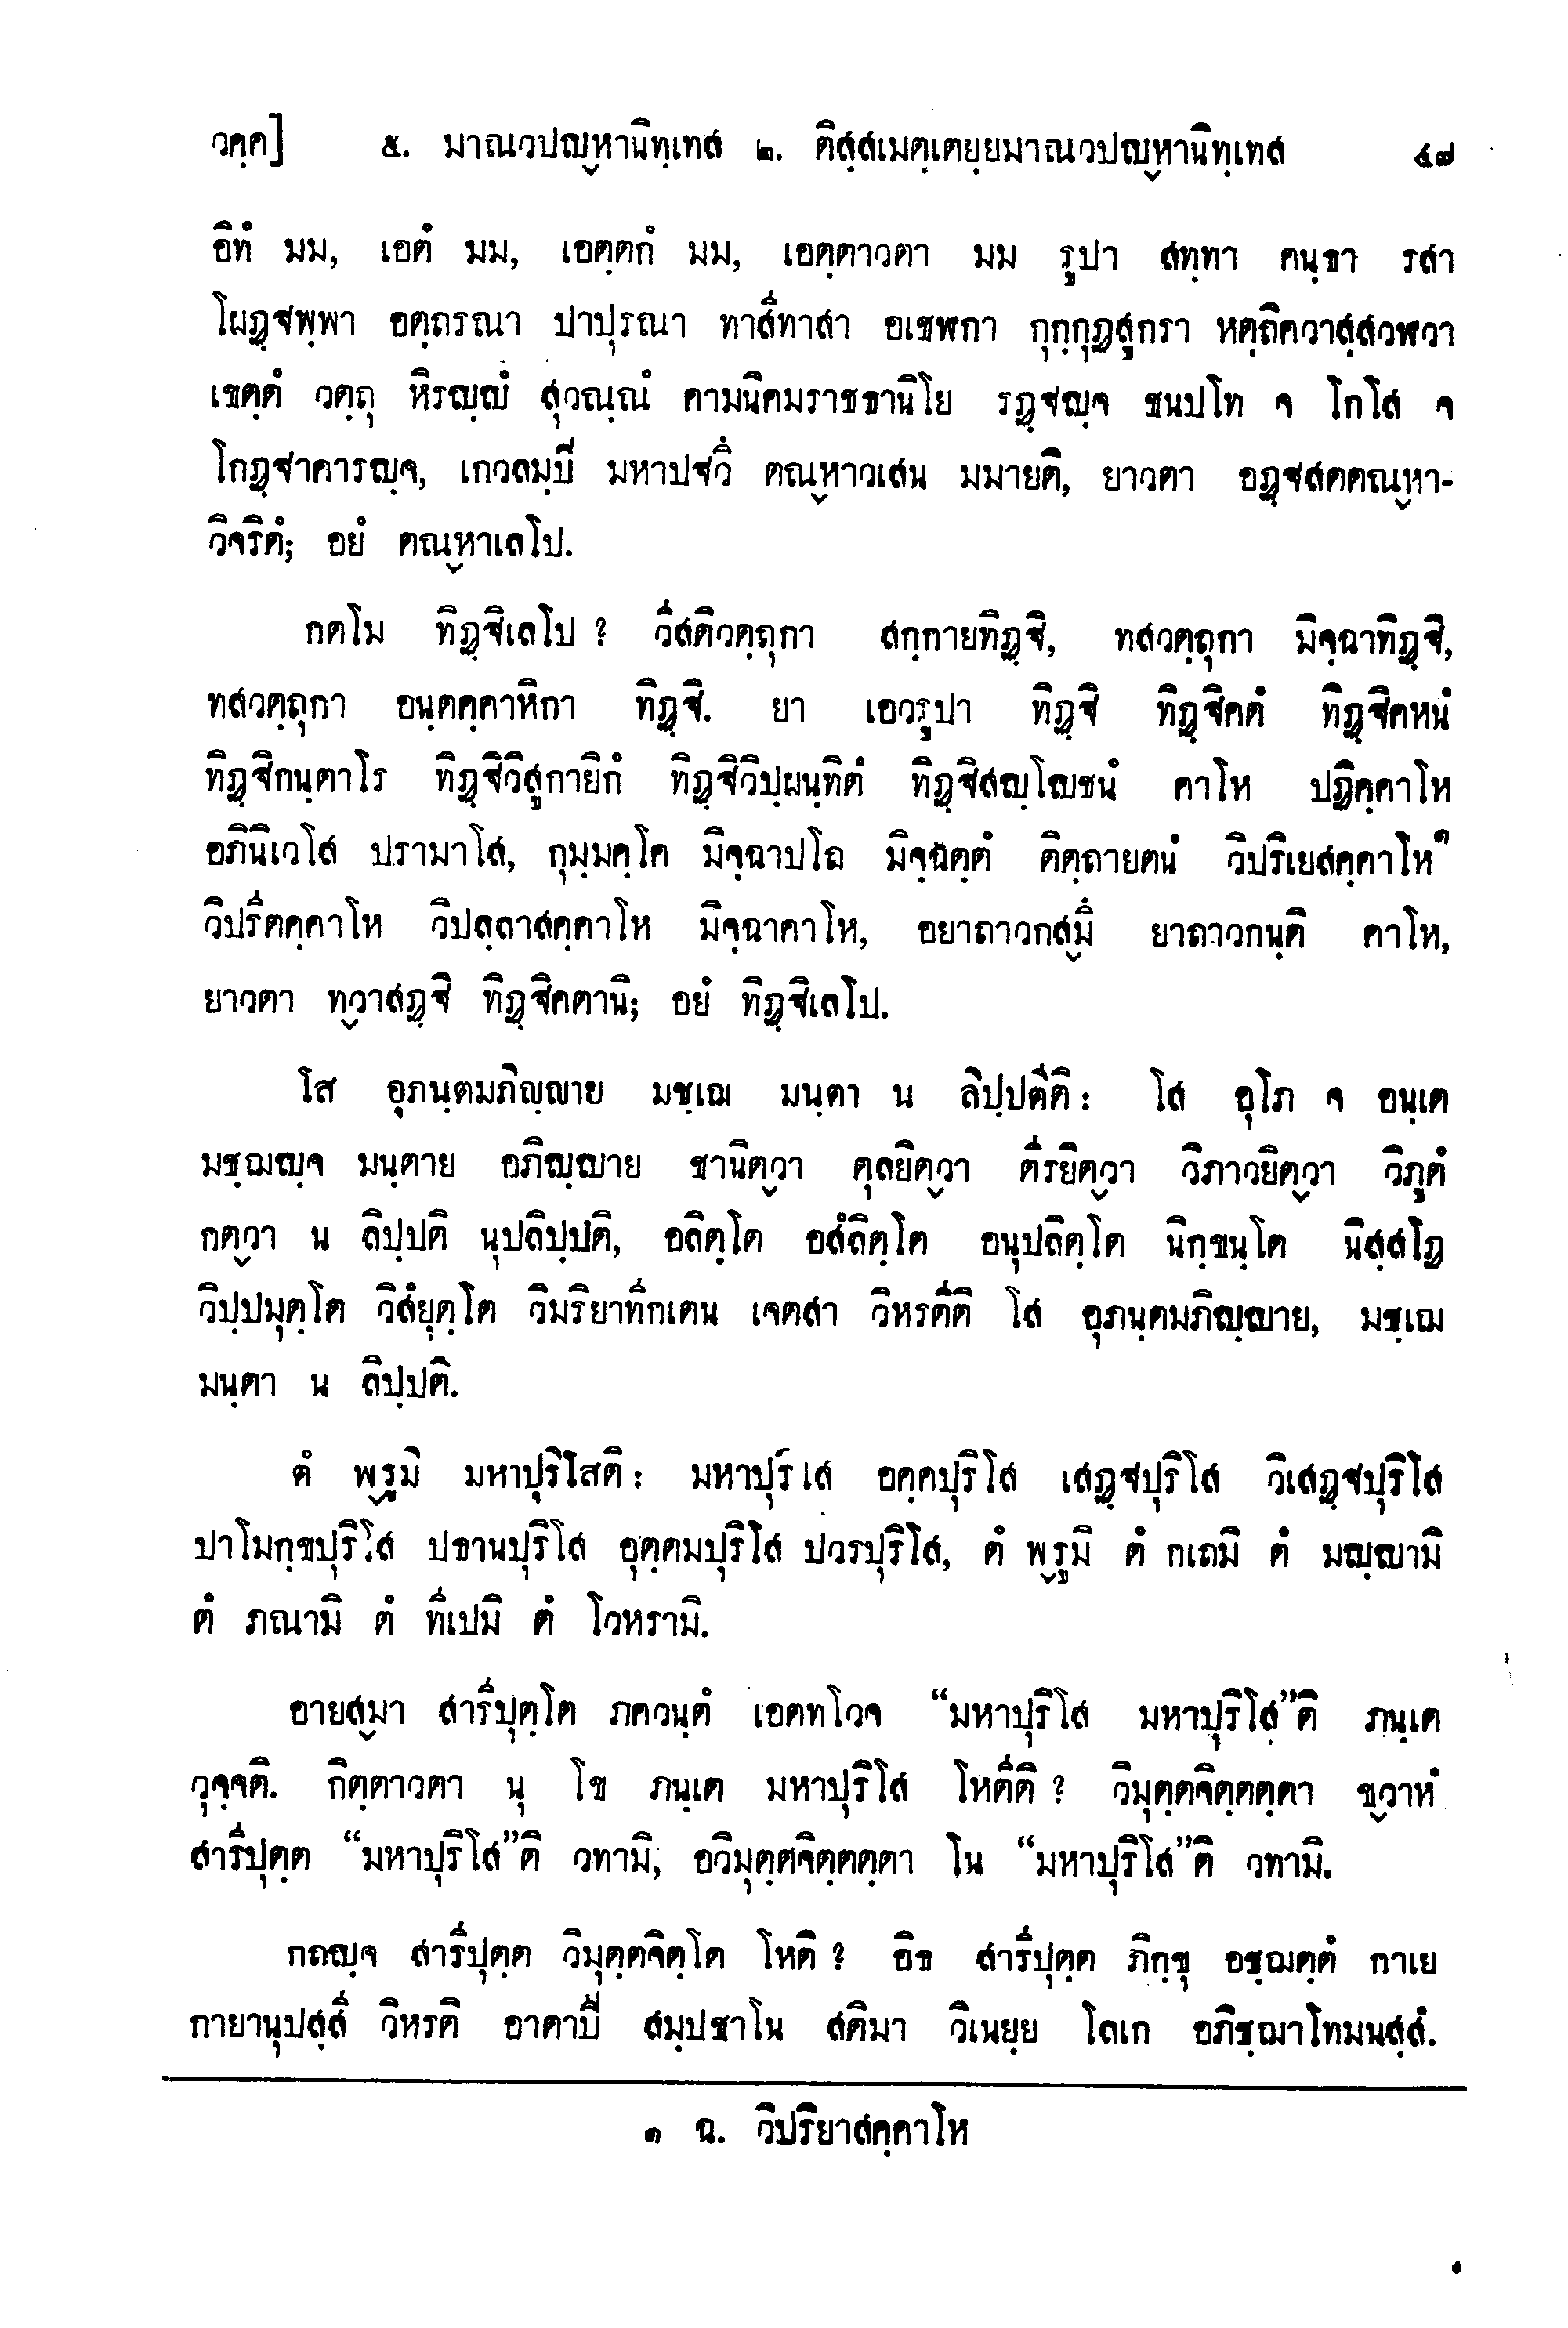 วคฺค]	๕. มาณวปญฺหานิทฺเทส ๒. ติสฺสเมตฺเตยฺยมาณวปญฺหานิทฺเทส	๔๗
อิทํ มม, เอตํ มม, เอตฺตกํ มม, เอตฺตาวตา มม รูปา สทฺทา คนฺธา รสา
โผฏฺฐพฺพา อตฺถรณา ปาปุรณา ทาสีทาสา อเชฬกา กุกฺกุฏสูกรา หตฺถิควาสฺสวฬวา
เขตฺตํ วตฺถุ หิรญฺญํ สุวณฺณํ คามนิคมราชธานิโย รฏฺฐญฺจ ชนปโท จ โกโส จ
โกฏฺฐาคารญฺจ, เกวลมฺปิ มหาปฐวึ ตณฺหาวเสน มมายติ, ยาวตา อฏฺฐสตตณฺหา-
วิจริตํ; อยํ ตณฺหาเลโป.
กตโม ทิฏฺฐิเลโป ? วีสติวตฺถุกา สกฺกายทิฏฺฐิ, ทสวตฺถุกา มิจฺฉาทิฏฺฐิ,
ทสวตฺถุกา อนฺตคฺคาหิกา ทิฏฺฐิ. ยา เอวรูปา ทิฏฺฐิ ทิฏฺฐิคตํ ทิฏฺฐิคหนํ
ทิฏฺฐิกนฺตาโร ทิฏฺฐิวิสูกายิกํ ทิฏฺฐิวิปฺผนฺทิตํ ทิฏฺฐิสญฺโญชนํ คาโห ปฏิคฺคาโห
อภินิเวโส ปรามาโส, กุมฺมคฺโค มิจฺฉาปโถ มิจฺฉตฺตํ ติตฺถายตนํ วิปริเยสคฺคาโห๑
วิปรีตคฺคาโห วิปลฺลาสคฺคาโห มิจฺฉาคาโห, อยาถาวกสฺมึ ยาถาวกนฺติ คาโห,
ยาวตา ทฺวาสฏฺฐิ ทิฏฺฐิคตานิ; อยํ ทิฏฺฐิเลโป.
โส อุภนฺตมภิญฺญาย มชฺเฌ มนฺตา น ลิปฺปตีติ : โส อุโภ จ อนฺเต
มชฺฌญฺจ มนฺตาย อภิญฺญาย ชานิตฺวา ตุลยิตฺวา ตีรยิตฺวา วิภาวยิตฺวา วิภูตํ
กตฺวา น ลิปฺปติ นุปลิปฺปติ, อลิตฺโต อสํลิตฺโต อนุปลิตฺโต นิกฺขนฺโต นิสฺสโฏ
วิปฺปมุตฺโต วิสํยุตฺโต วิมริยาทิกเตน เจตสา วิหรตีติ โส อุภนฺตมภิญฺญาย, มชฺเฌ
มนฺตา น ลิปฺปติ.
ตํ พฺรูมิ มหาปุริโสติ : มหาปุริโส อคฺคปุริโส เสฏฺฐปุริโส วิเสฏฺฐปุริโส
ปาโมกฺขปุริโส ปธานปุริโส อุตฺตมปุริโส ปวรปุริโส, ตํ พฺรูมิ ตํ กเถมิ ตํ มญฺญามิ
ตํ ภณามิ ตํ ทีเปมิ ตํ โวหรามิ.
อายสฺมา สารีปุตฺโต ภควนฺตํ เอตทโวจ “มหาปุริโส มหาปุริโส”ติ ภนฺเต
วุจฺจติ. กิตฺตาวตา นุ โข ภนฺเต มหาปุริโส โหตีติ ? วิมุตฺตจิตฺตตฺตา ขฺวาหํ
สารีปุตฺต “มหาปุริโส”ติ วทามิ, อวิมุตฺตจิตฺตตฺตา โน “มหาปุริโส”ติ วทามิ.
กถญฺจ สารีปุตฺต วิมุตฺตจิตฺโต โหติ ? อิธ สารีปุตฺต ภิกฺขุ อชฺฌตฺตํ กาเย
กายานุปสฺสี วิหรติ อาตาปี สมฺปชาโน สติมา วิเนยฺย โลเก อภิชฺฌาโทมนสฺสํ.
๑ ฉ. วิปริยาสคฺคาโห